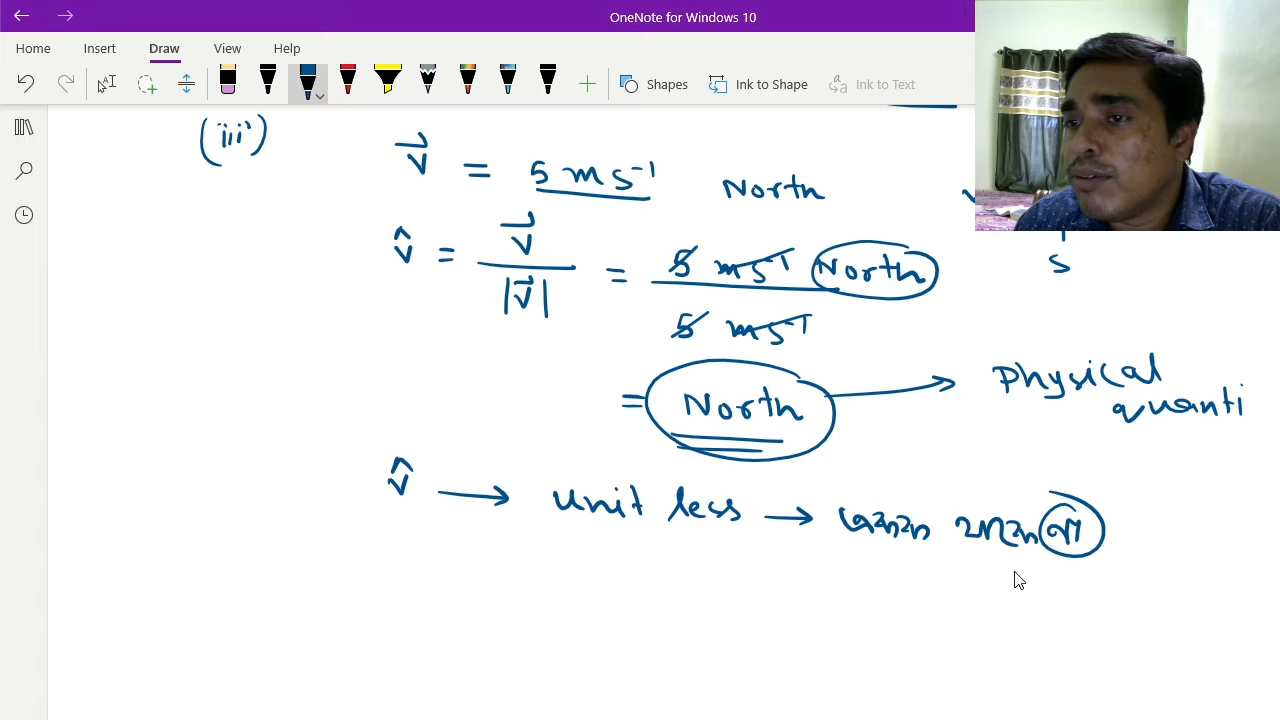 OneNote for Windows 10
Home Insert Draw View Help
Shapes Ink to Shape Ink to Text
(iii) v⃗ = 5 ms⁻¹ North
v̂ = v⃗ / |v⃗| = 5 ms⁻¹ North / 5 ms⁻¹
s
= North → Physical
quanti
v̂ → unit less →